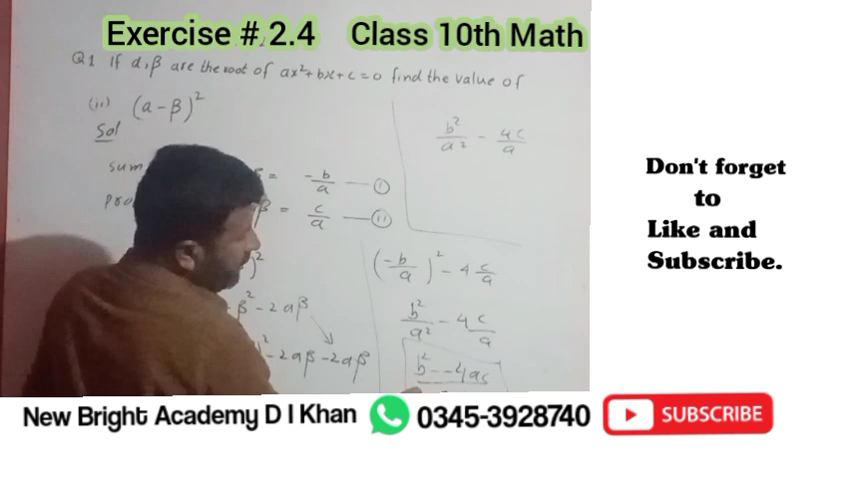 Exercise # 2.4 Class 10th Math
Q1 If α,β are the root of ax²+bx+c=0 find the value of
(ii) (α-β)²
Sol
sum = -b/a — (i)
= c/a — (ii)
β² - 2αβ
- 2αβ - 2αβ
b²/a² - 4c/a
(-b/a)² - 4 c/a
b²/a² - 4 c/a
b² - 4ac
Don't forget
to
Like and
Subscribe.
New Bright Academy D I Khan 0345-3928740 SUBSCRIBE